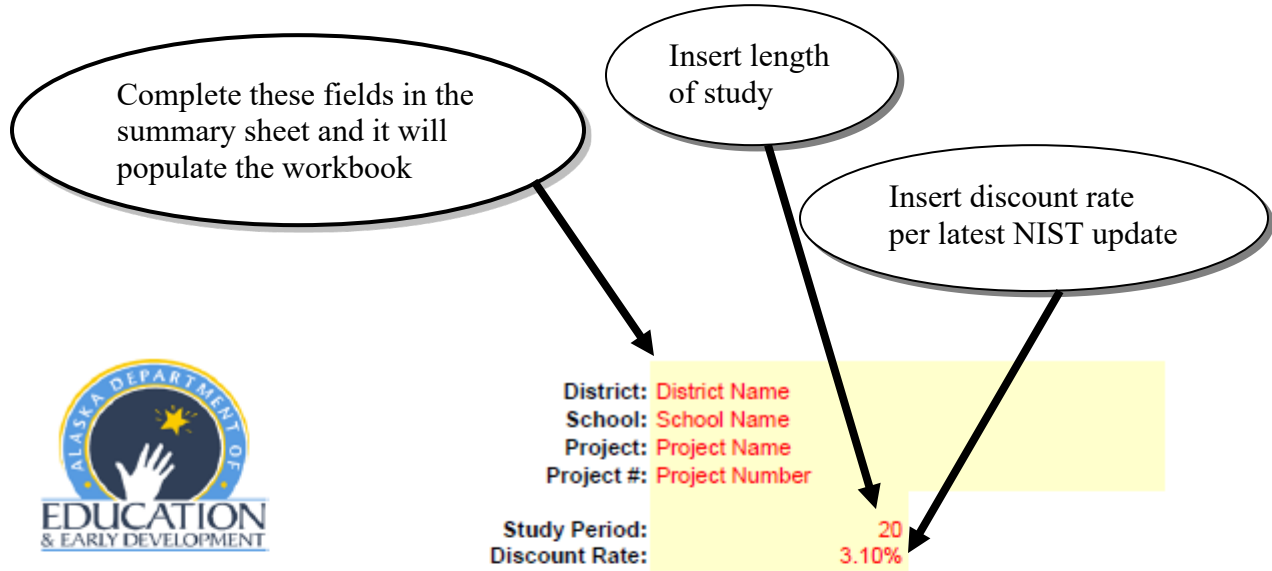 Insert length
of study
Complete these fields in the
summary sheet and it will
populate the workbook
Insert discount rate
per latest NIST update
ALASKA DEPARTMENT OF
EDUCATION
& EARLY DEVELOPMENT
District: District Name
School: School Name
Project: Project Name
Project #: Project Number
Study Period: 20
Discount Rate: 3.10%